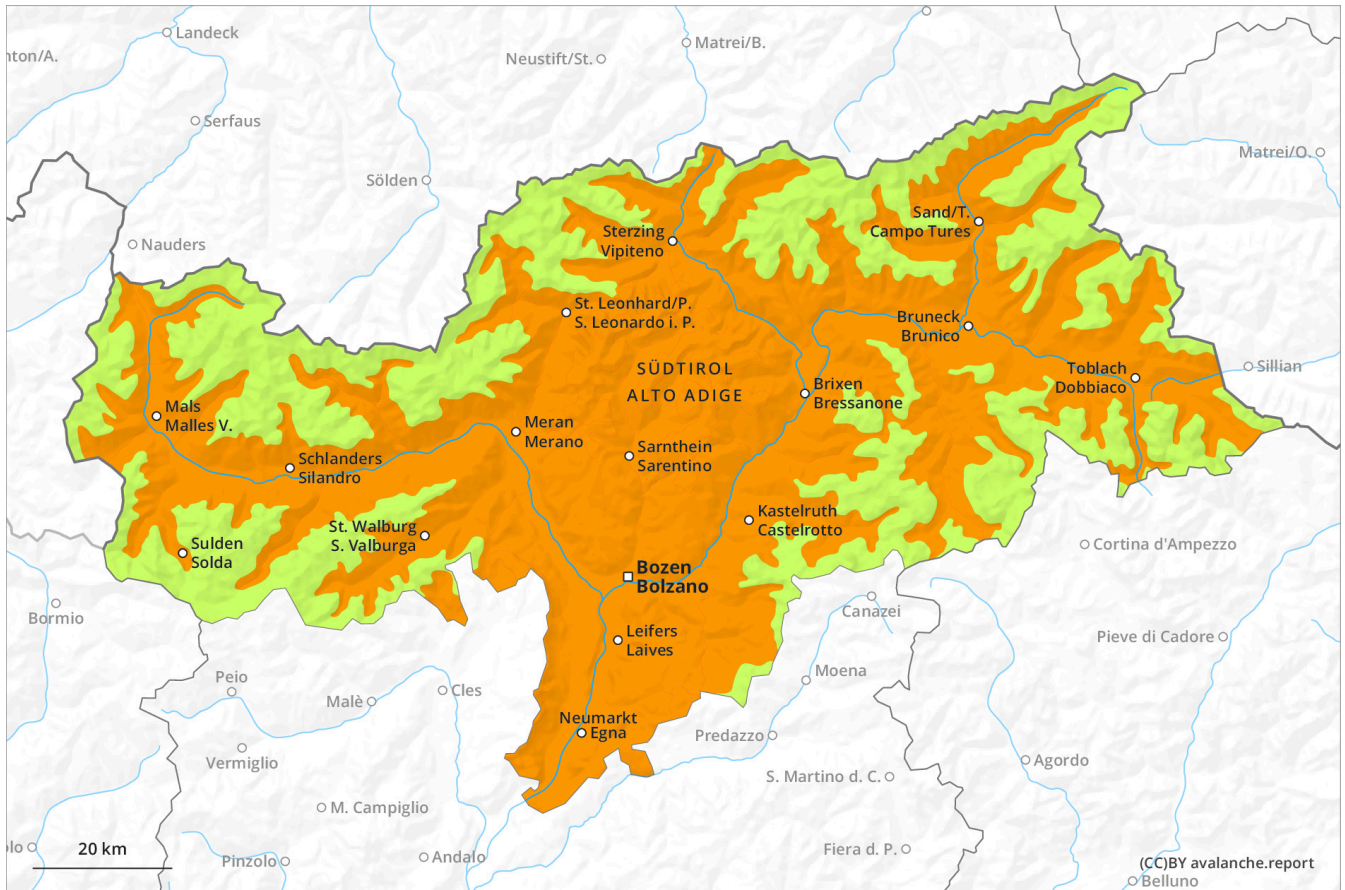 Landeck
nton/A.
Matrei/B.
Neustift/St.
Serfaus
Matrei/O.
Sölden
Sand/T.
Campo Tures
Nauders
Sterzing
Vipiteno
St. Leonhard/P.
S. Leonardo i. P.
Bruneck
Brunico
SÜDTIROL
ALTO ADIGE
Toblach
Dobbiaco
Sillian
Brixen
Bressanone
Mals
Malles V.
Meran
Merano
Sarnthein
Sarentino
Schlanders
Silandro
Kastelruth
Castelrotto
St. Walburg
S. Valburga
Sulden
Solda
Cortina d'Ampezzo
Bozen
Bolzano
Bormio
Canazei
Leifers
Laives
Pieve di Cadore
Peio
Moena
Malè
Cles
Neumarkt
Egna
Predazzo
Vermiglio
Agordo
S. Martino d. C.
M. Campiglio
lo
20 km
Pinzolo
Andalo
Fiera d. P.
(CC)BY avalanche.report
Belluno